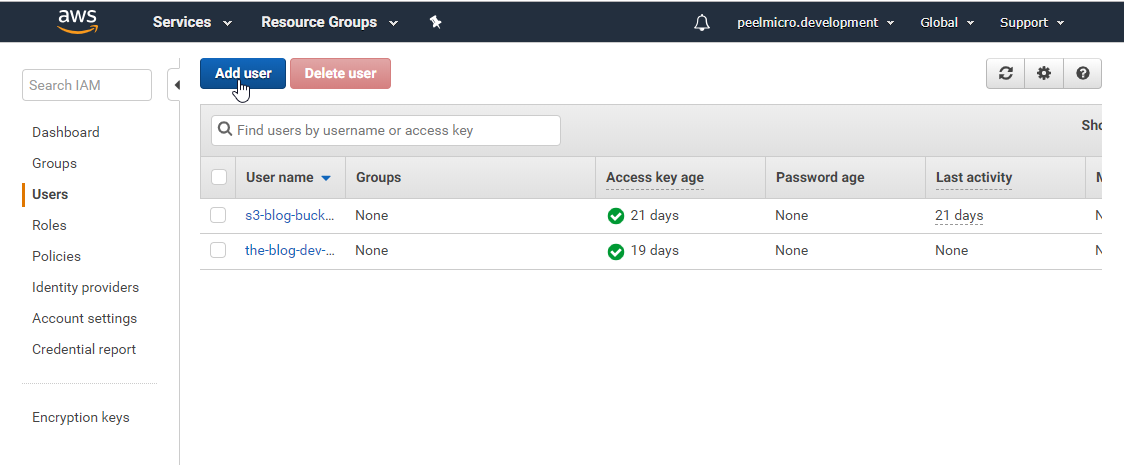 aws Services Resource Groups peelmicro.development Global Support
Search IAM
Dashboard
Groups
Users
Roles
Policies
Identity providers
Account settings
Credential report
Encryption keys
Add user Delete user
Find users by username or access key
Sho
User name Groups Access key age Password age Last activity M
s3-blog-buck... None 21 days None 21 days N
the-blog-dev-... None 19 days None None N